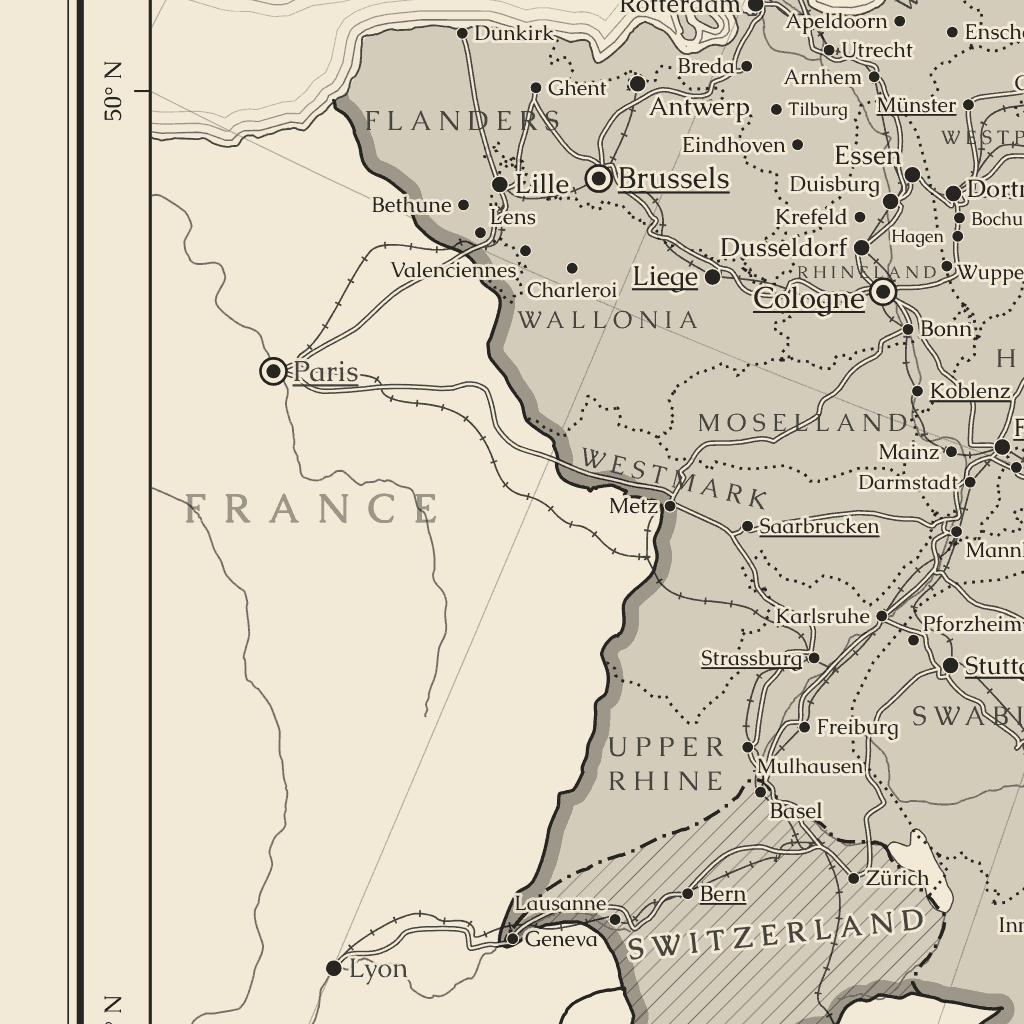 Rotterdam
Apeldoorn
Dunkirk
Utrecht
50° N
Breda
Arnhem
Ghent
Antwerp
Tilburg
Münster
FLANDERS
Eindhoven
Essen
Lille
Brussels
Duisburg
Bethune
Lens
Krefeld
Hagen
Dusseldorf
Valenciennes
RHINELAND
Charleroi
Liege
Cologne
WALLONIA
Bonn
H
Paris
Koblenz
MOSELLAND
Mainz
WESTMARK
Darmstadt
FRANCE
Metz
Saarbrucken
Karlsruhe
Pforzheim
Strassburg
Freiburg
UPPER
RHINE
Mulhausen
Basel
Zürich
Bern
Lausanne
SWITZERLAND
Geneva
Lyon
° N